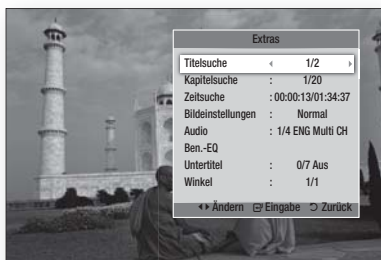 Extras
Titelsuche ◂ 1/2 ▸
Kapitelsuche : 1/20
Zeitsuche : 00:00:13/01:34:37
Bildeinstellungen : Normal
Audio : 1/4 ENG Multi CH
Ben.-EQ
Untertitel : 0/7 Aus
Winkel : 1/1
Ändern Eingabe Zurück